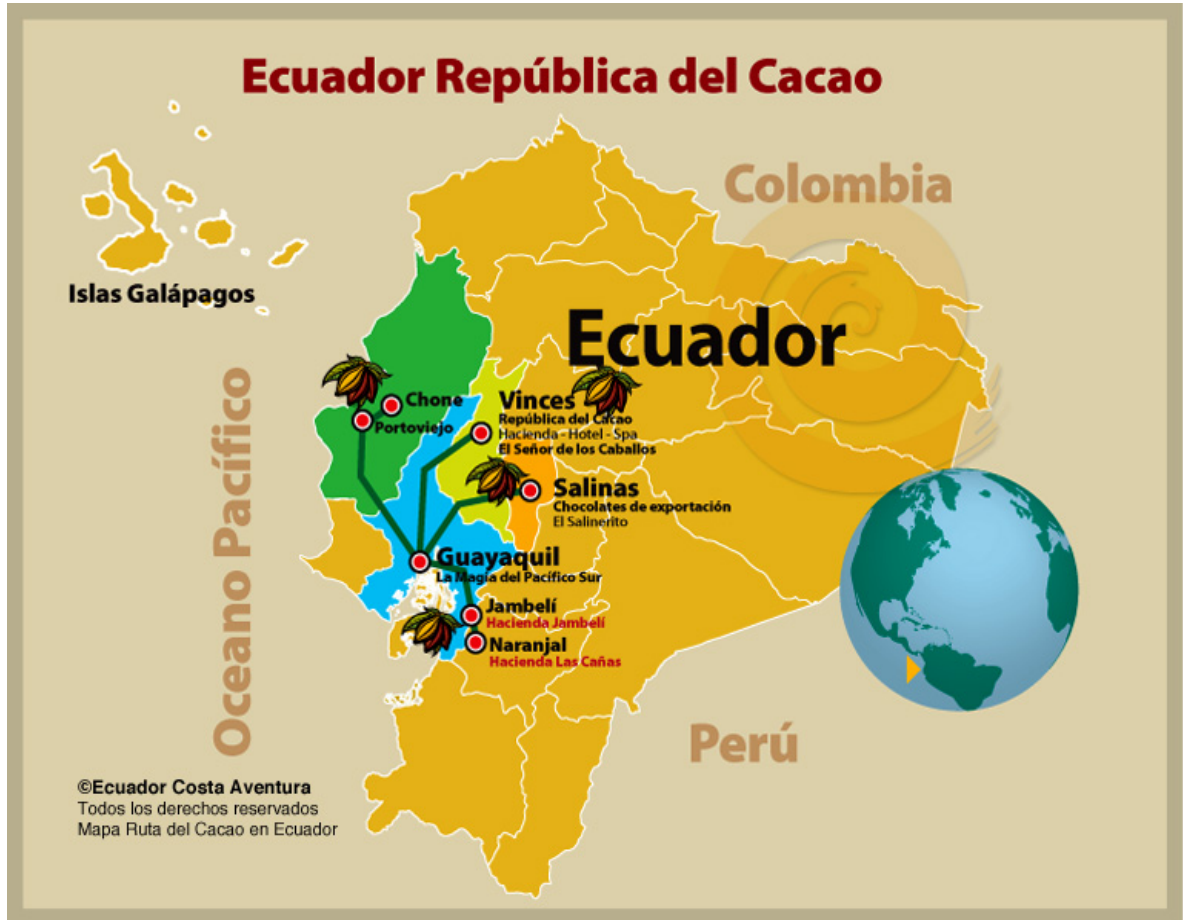 Ecuador República del Cacao
Colombia
Islas Galápagos
Ecuador
Oceano Pacífico
Chone
Portoviejo
Vinces
República del Cacao
Hacienda - Hotel - Spa
El Señor de los Caballos
Salinas
Chocolates de exportación
El Salinerito
Guayaquil
La Magía del Pacífico Sur
Jambelí
Hacienda Jambelí
Naranjal
Hacienda Las Cañas
Perú
©Ecuador Costa Aventura
Todos los derechos reservados
Mapa Ruta del Cacao en Ecuador